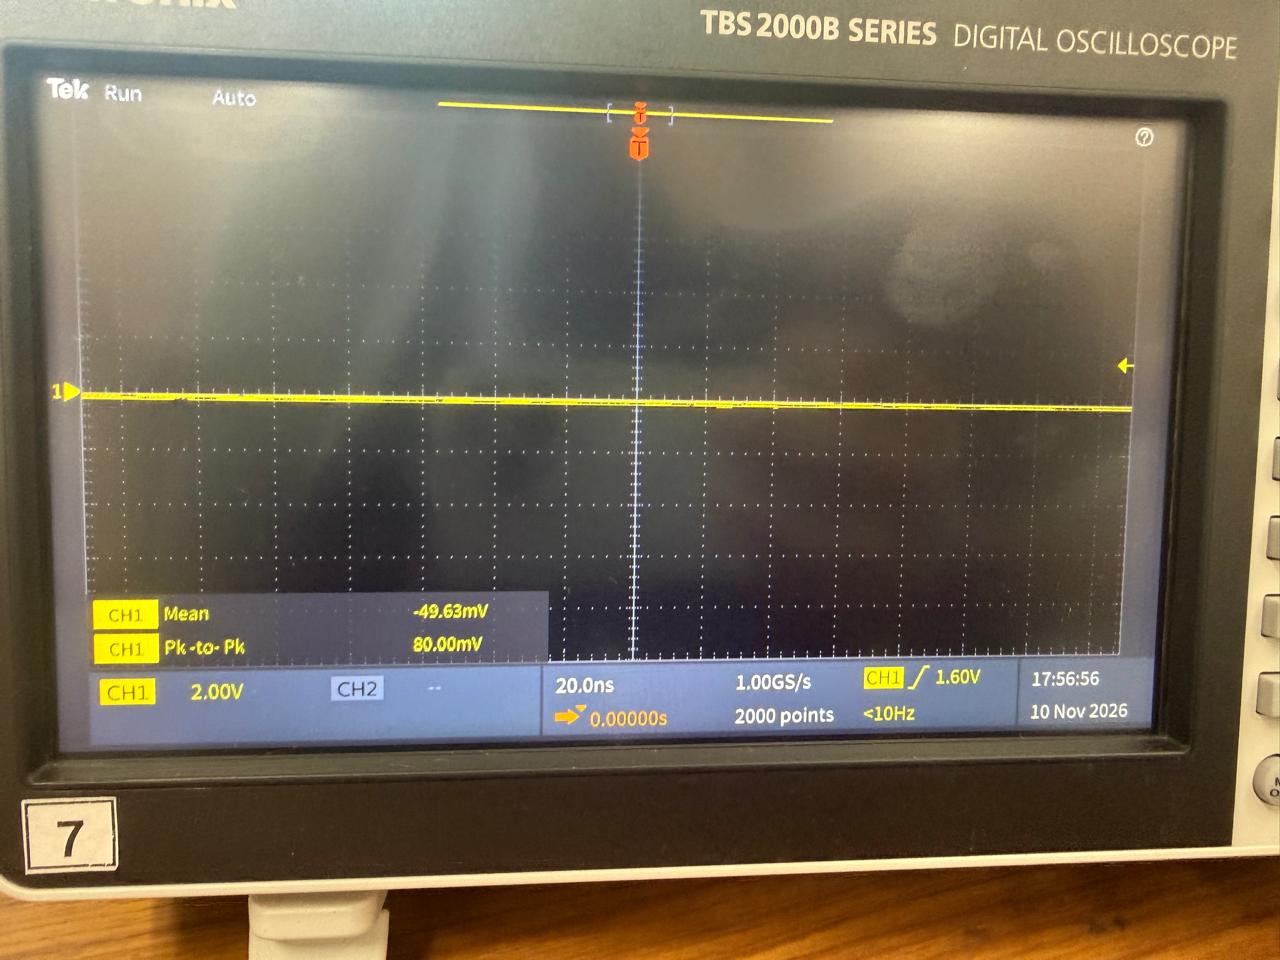 TBS 2000B SERIES DIGITAL OSCILLOSCOPE
Tek Run Auto
T
T
?
1
CH1 Mean -49.63mV
CH1 Pk-to-Pk 80.00mV
CH1 2.00V CH2 -- 20.0ns 1.00GS/s CH1 1.60V 17:56:56
0.00000s 2000 points <10Hz 10 Nov 2026
7